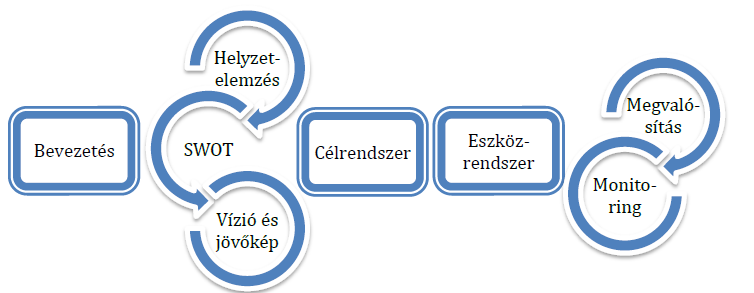 Bevezetés
Helyzet-
elemzés
SWOT
Vízió és
jövőkép
Célrendszer
Eszköz-
rendszer
Megvaló-
sítás
Monito-
ring